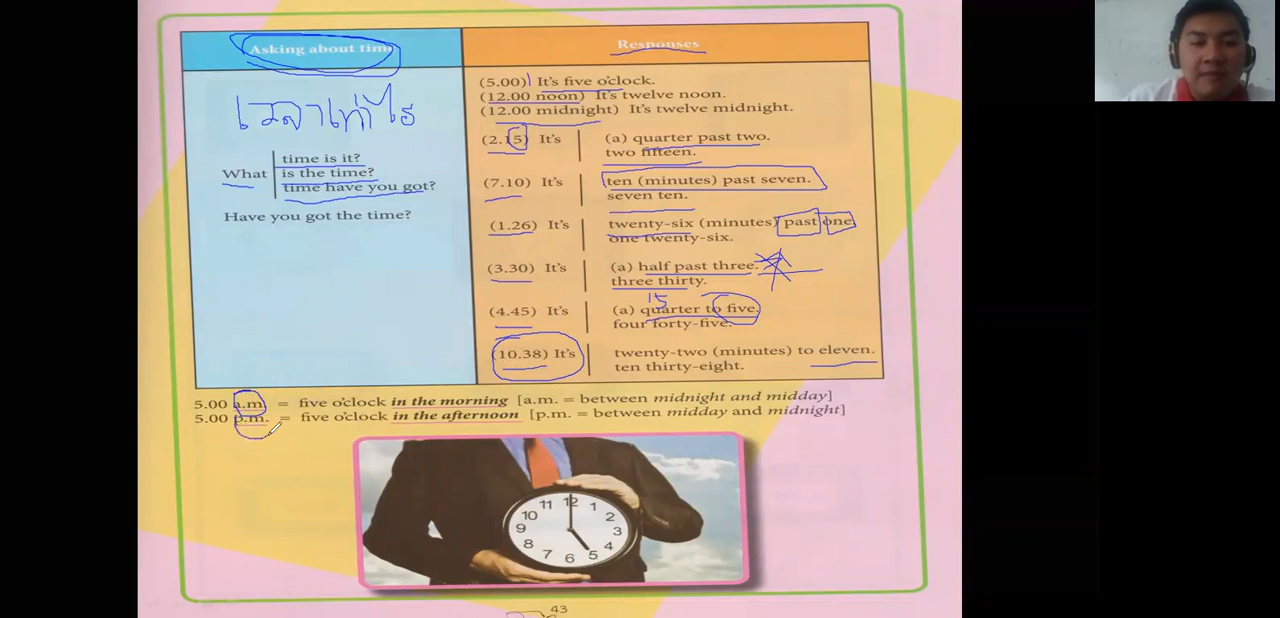 Asking about time
Responses
เวลาเท่าไร
What
time is it?
is the time?
time have you got?
Have you got the time?
(5.00) It's five o'clock.
(12.00 noon) It's twelve noon.
(12.00 midnight) It's twelve midnight.
(2.15) It's (a) quarter past two.
two fifteen.
(7.10) It's ten (minutes) past seven.
seven ten.
(1.26) It's twenty-six (minutes) past one.
one twenty-six.
(3.30) It's (a) half past three.
three thirty.
15
(4.45) It's (a) quarter to five.
four forty-five.
(10.38) It's twenty-two (minutes) to eleven.
ten thirty-eight.
5.00 a.m. = five o'clock in the morning [a.m. = between midnight and midday]
5.00 p.m. = five o'clock in the afternoon [p.m. = between midday and midnight]
12
1
2
3
4
5
6
7
8
9
10
11
43